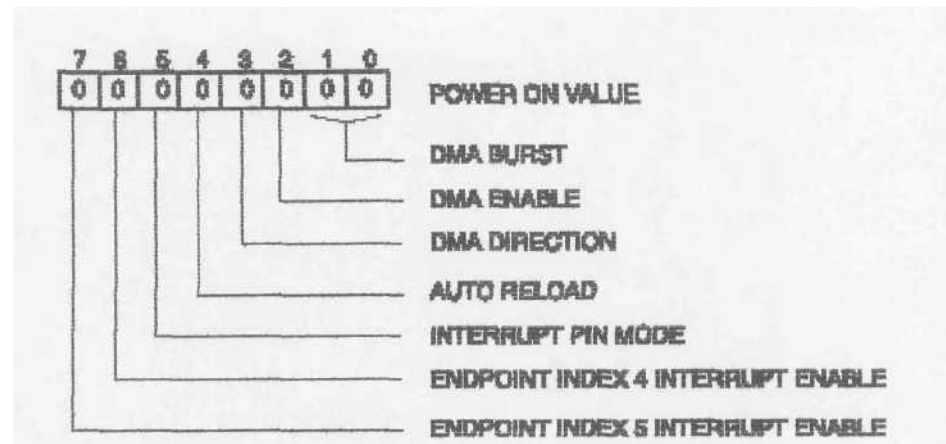 7 6 5 4 3 2 1 0
0 0 0 0 0 0 0 0 POWER ON VALUE
DMA BURST
DMA ENABLE
DMA DIRECTION
AUTO RELOAD
INTERRUPT PIN MODE
ENDPOINT INDEX 4 INTERRUPT ENABLE
ENDPOINT INDEX 5 INTERRUPT ENABLE